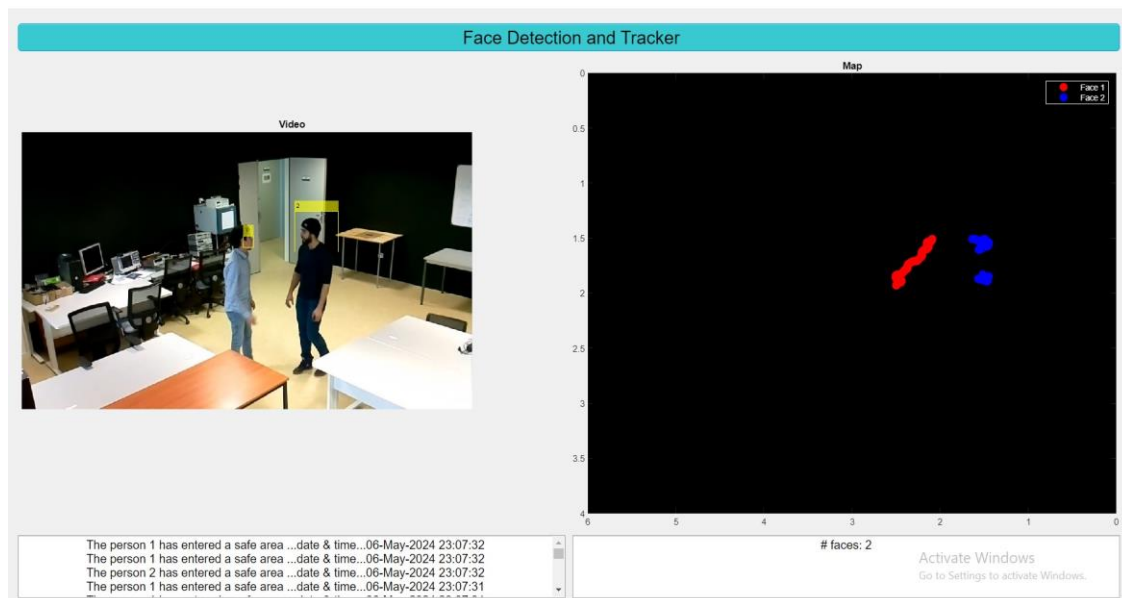 Face Detection and Tracker
Video
2
Map
Face 1
Face 2
0
0.5
1
1.5
2
2.5
3
3.5
4
6
5
4
3
2
1
0
The person 1 has entered a safe area ...date & time...06-May-2024 23:07:32
The person 1 has entered a safe area ...date & time...06-May-2024 23:07:32
The person 2 has entered a safe area ...date & time...06-May-2024 23:07:32
The person 1 has entered a safe area ...date & time...06-May-2024 23:07:31
# faces: 2
Activate Windows
Go to Settings to activate Windows.